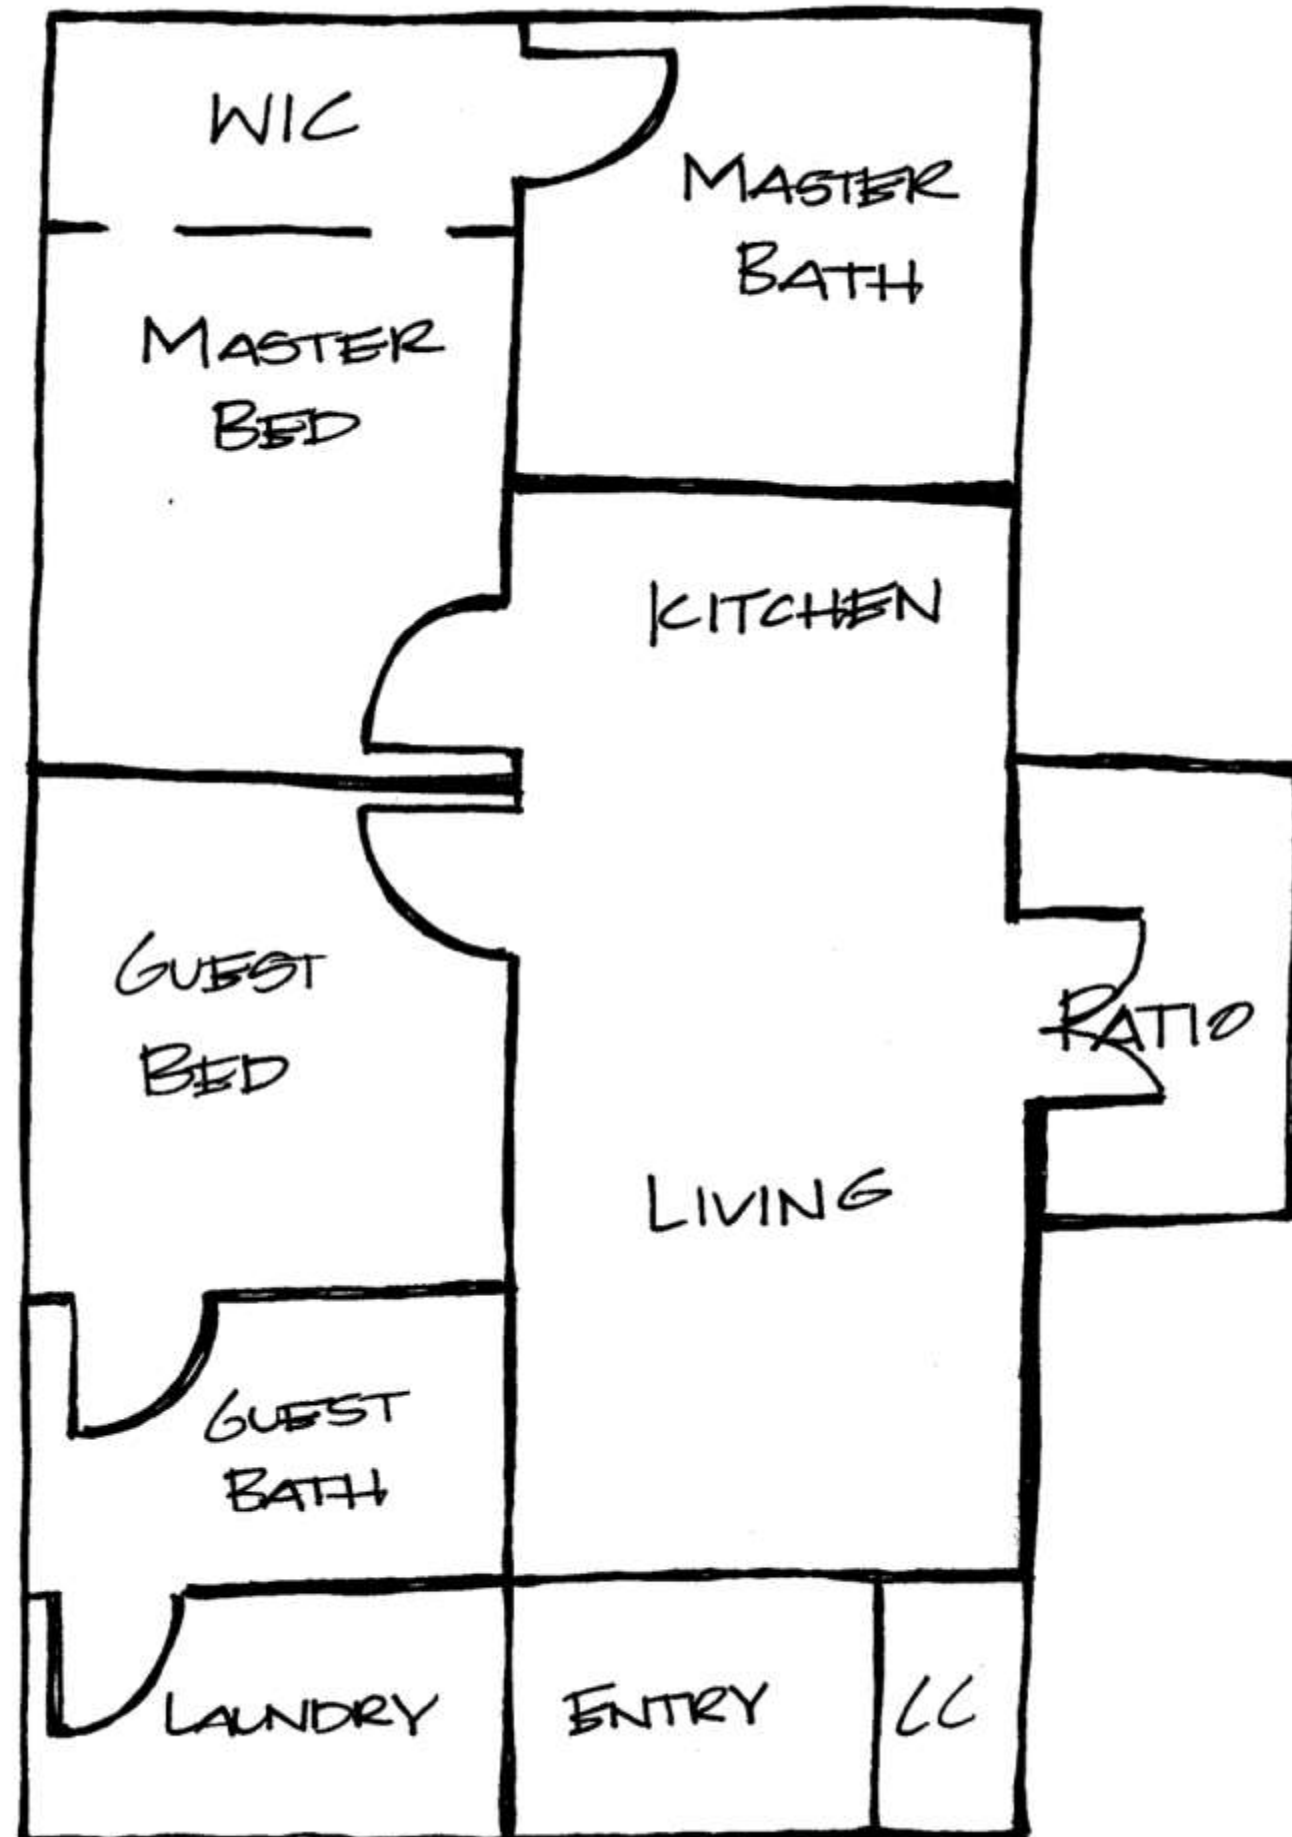 WIC
MASTER
BATH
MASTER
BED
KITCHEN
GUEST
BED
PATIO
LIVING
GUEST
BATH
LAUNDRY
ENTRY
CC